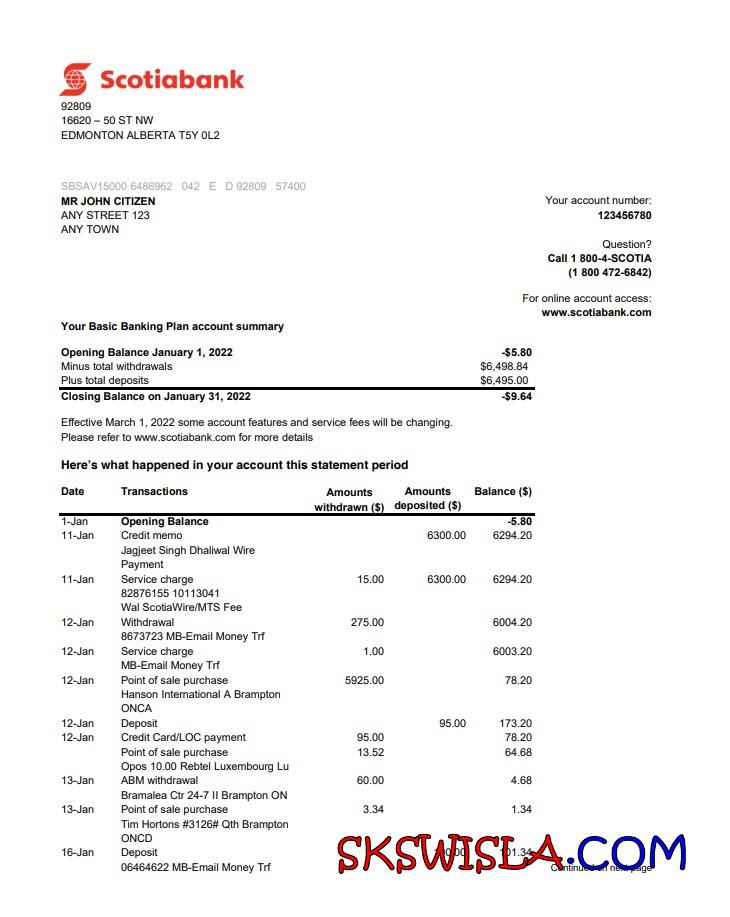 Scotiabank
92809
16620 – 50 ST NW
EDMONTON ALBERTA T5Y 0L2
SBSAV15000 6486962 042 E D 92809 57400
MR JOHN CITIZEN
ANY STREET 123
ANY TOWN
Your account number:
123456780
Question?
Call 1 800-4-SCOTIA
(1 800 472-6842)
For online account access:
www.scotiabank.com
Your Basic Banking Plan account summary
Opening Balance January 1, 2022 -$5.80
Minus total withdrawals $6,498.84
Plus total deposits $6,495.00
Closing Balance on January 31, 2022 -$9.64
Effective March 1, 2022 some account features and service fees will be changing.
Please refer to www.scotiabank.com for more details
Here's what happened in your account this statement period
Date Transactions Amounts withdrawn ($) Amounts deposited ($) Balance ($)
1-Jan Opening Balance -5.80
11-Jan Credit memo 6300.00 6294.20
Jagjeet Singh Dhaliwal Wire
Payment
11-Jan Service charge 15.00 6300.00 6294.20
82876155 10113041
Wal ScotiaWire/MTS Fee
12-Jan Withdrawal 275.00 6004.20
8673723 MB-Email Money Trf
12-Jan Service charge 1.00 6003.20
MB-Email Money Trf
12-Jan Point of sale purchase 5925.00 78.20
Hanson International A Brampton
ONCA
12-Jan Deposit 95.00 173.20
12-Jan Credit Card/LOC payment 95.00 78.20
Point of sale purchase 13.52 64.68
Opos 10.00 Rebtel Luxembourg Lu
13-Jan ABM withdrawal 60.00 4.68
Bramalea Ctr 24-7 II Brampton ON
13-Jan Point of sale purchase 3.34 1.34
Tim Hortons #3126# Qth Brampton
ONCD
16-Jan Deposit 101.34
06464622 MB-Email Money Trf
Continued on next page
SKSWISLA.COM